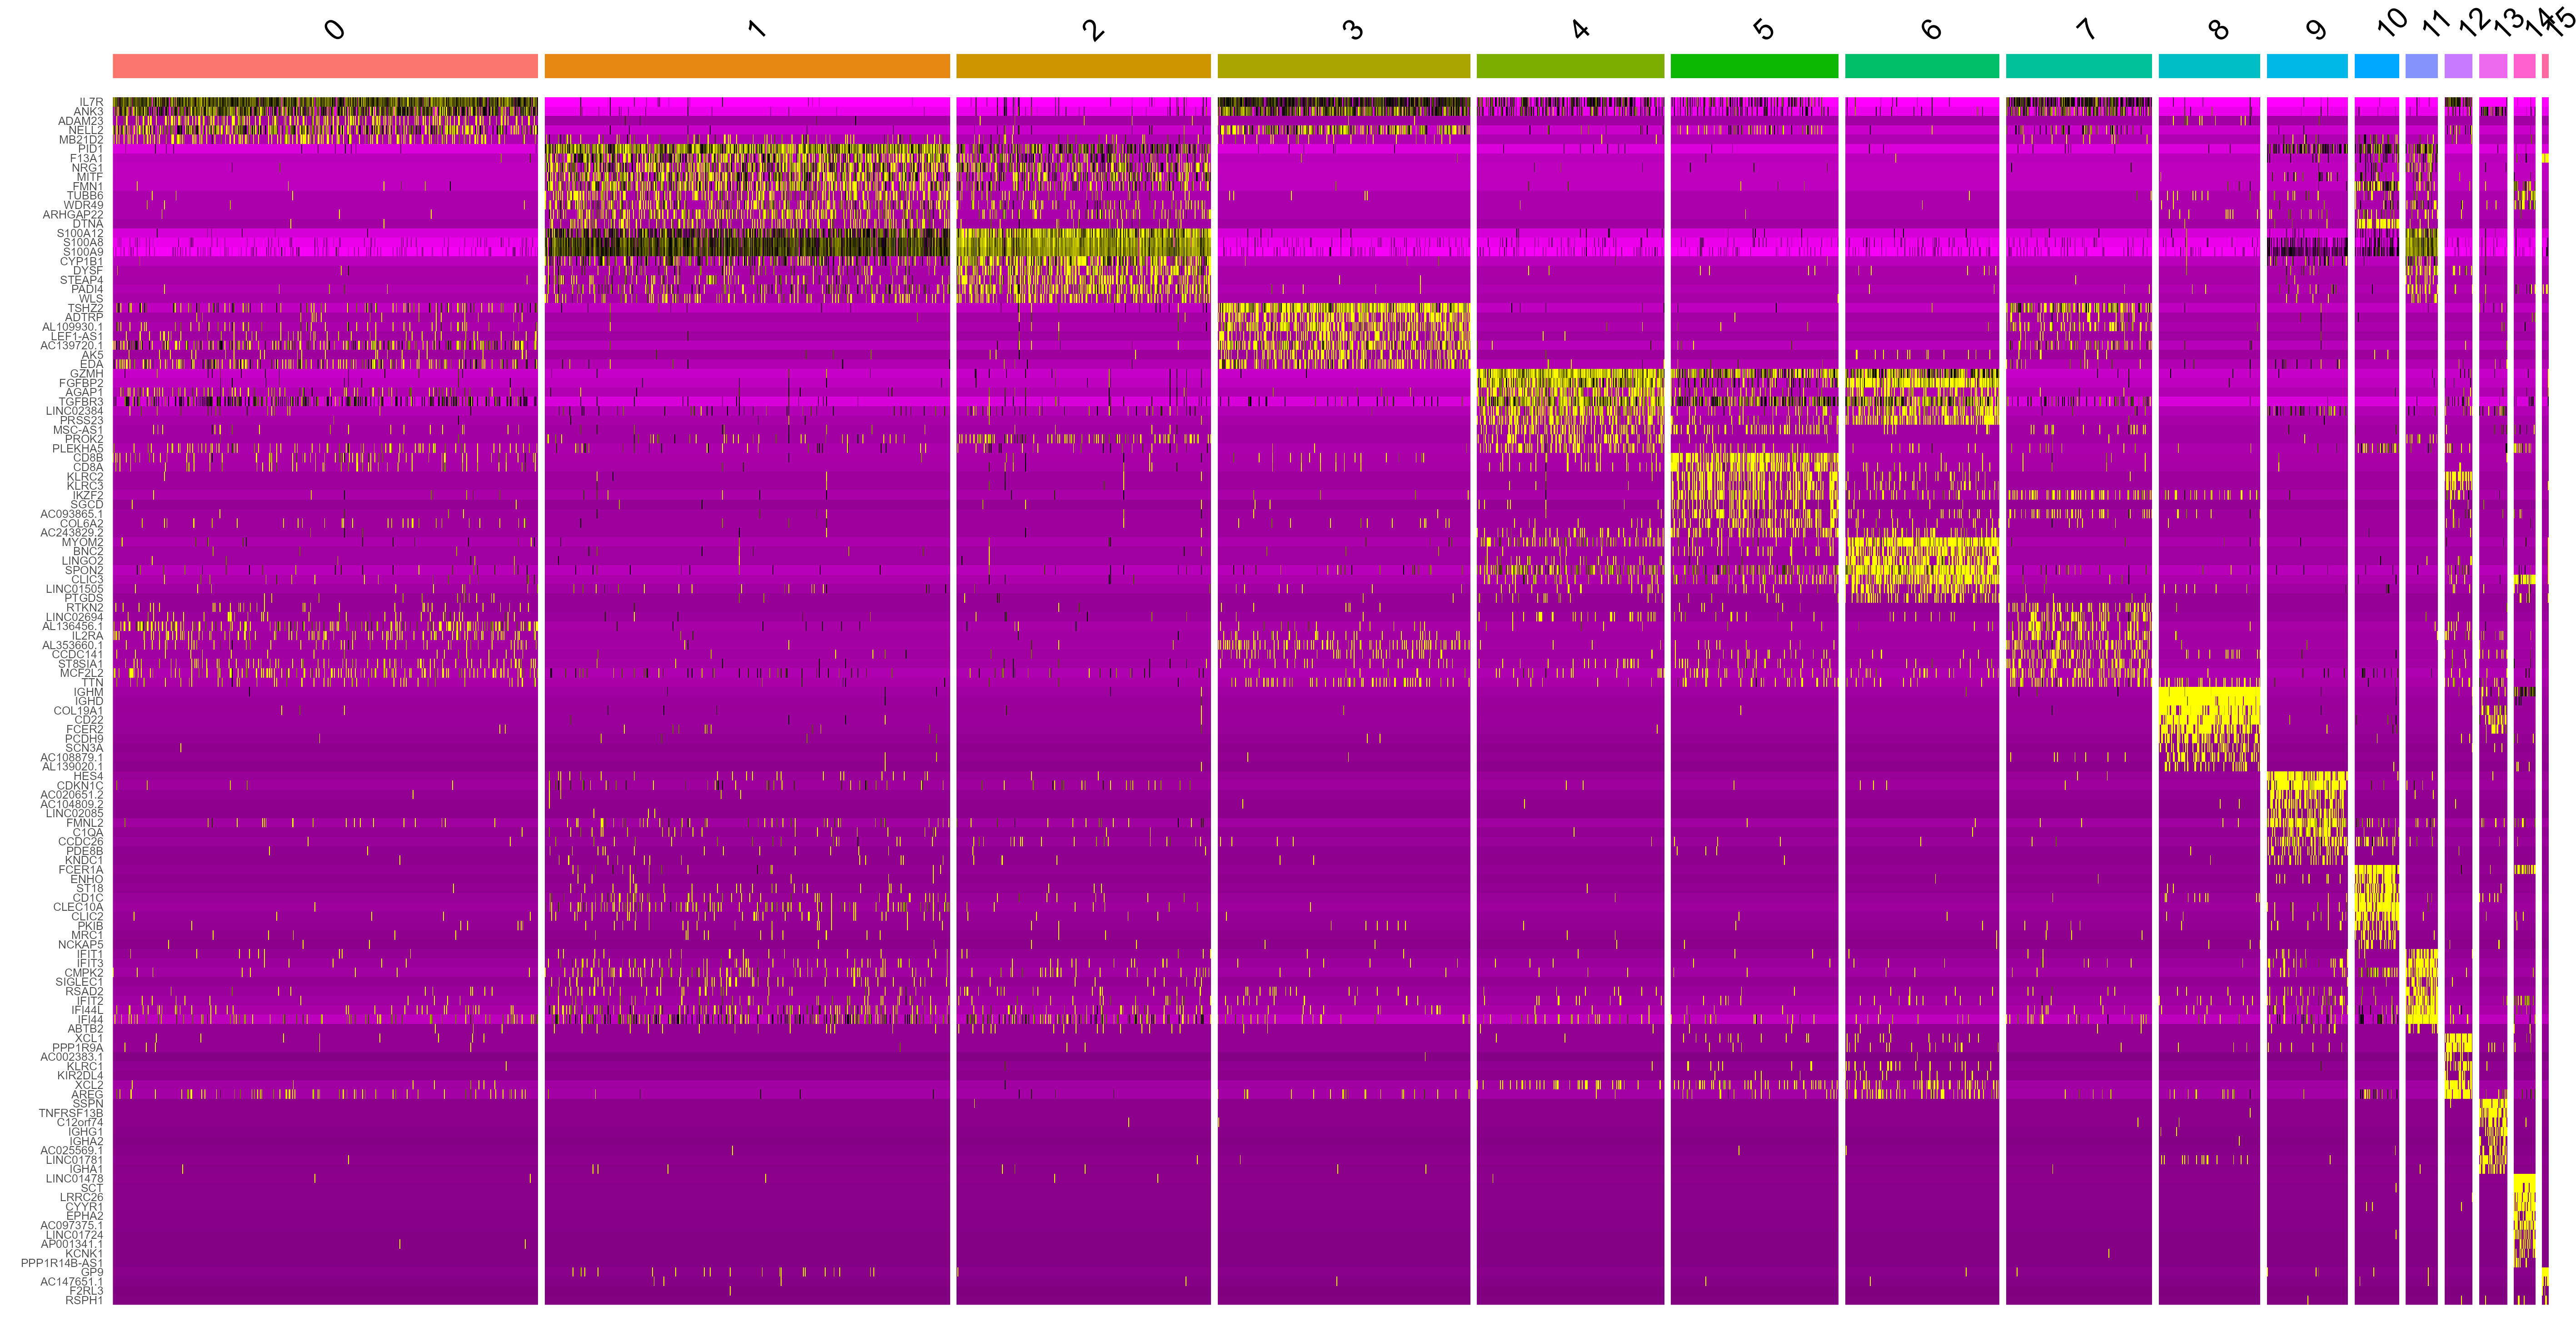 0 1 2 3 4 5 6 7 8 9 10 11 12 13 14 15
IL7R
ANK3
ADAM23
NELL2
MB21D2
PID1
F13A1
NRG1
MITF
FMN1
TUBB6
WDR49
ARHGAP22
DTNA
S100A12
S100A8
S100A9
CYP1B1
DYSF
STEAP4
PADI4
WLS
TSHZ2
ADTRP
AL109930.1
LEF1-AS1
AC139720.1
AK5
EDA
GZMH
FGFBP2
AGAP1
TGFBR3
LINC02384
PRSS23
MSC-AS1
PROK2
PLEKHA5
CD8B
CD8A
KLRC2
KLRC3
IKZF2
SGCD
AC093865.1
COL6A2
AC243829.2
MYOM2
BNC2
LINGO2
SPON2
CLIC3
LINC01505
PTGDS
RTKN2
LINC02694
AL136456.1
IL2RA
AL353660.1
CCDC141
ST8SIA1
MCF2L2
TTN
IGHM
IGHD
COL19A1
CD22
FCER2
PCDH9
SCN3A
AC108879.1
AL139020.1
HES4
CDKN1C
AC020651.2
AC104809.2
LINC02085
FMNL2
C1QA
CCDC26
PDE8B
KNDC1
FCER1A
ENHO
ST18
CD1C
CLEC10A
CLIC2
PKIB
MRC1
NCKAP5
IFIT1
IFIT3
CMPK2
SIGLEC1
RSAD2
IFIT2
IFI44L
IFI44
ABTB2
XCL1
PPP1R9A
AC002383.1
KLRC1
KIR2DL4
XCL2
AREG
SSPN
TNFRSF13B
C12orf74
IGHG1
IGHA2
AC025569.1
LINC01781
IGHA1
LINC01478
SCT
LRRC26
CYYR1
EPHA2
AC097375.1
LINC01724
AP001341.1
KCNK1
PPP1R14B-AS1
GP9
AC147651.1
F2RL3
RSPH1